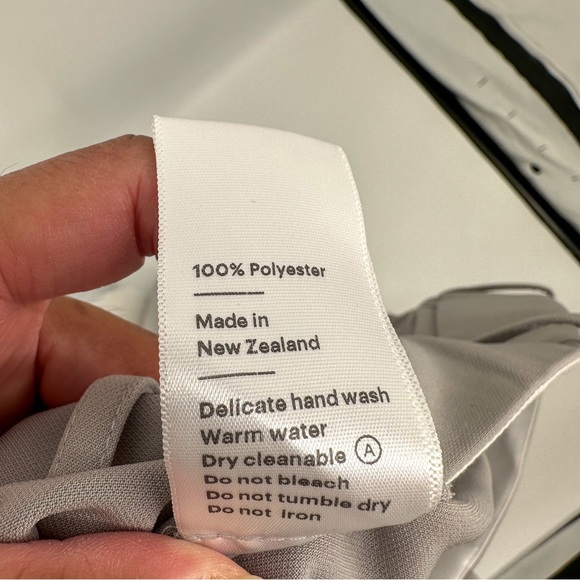 100% Polyester
Made in
New Zealand
Delicate hand wash
Warm water
Dry cleanable Ⓐ
Do not bleach
Do not tumble dry
Do not iron